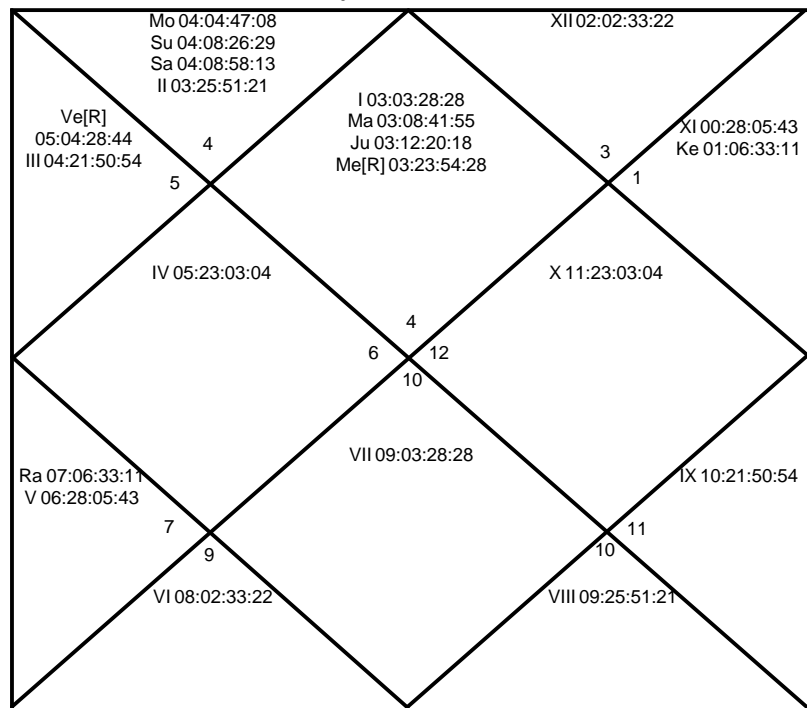 Mo 04:04:47:08
Su 04:08:26:29
Sa 04:08:58:13
II 03:25:51:21
XII 02:02:33:22
I 03:03:28:28
Ma 03:08:41:55
Ju 03:12:20:18
Me[R] 03:23:54:28
Ve[R]
05:04:28:44
III 04:21:50:54
XI 00:28:05:43
Ke 01:06:33:11
4
3
5
1
IV 05:23:03:04
X 11:23:03:04
4
6
12
10
VII 09:03:28:28
Ra 07:06:33:11
V 06:28:05:43
IX 10:21:50:54
7
9
11
10
VI 08:02:33:22
VIII 09:25:51:21